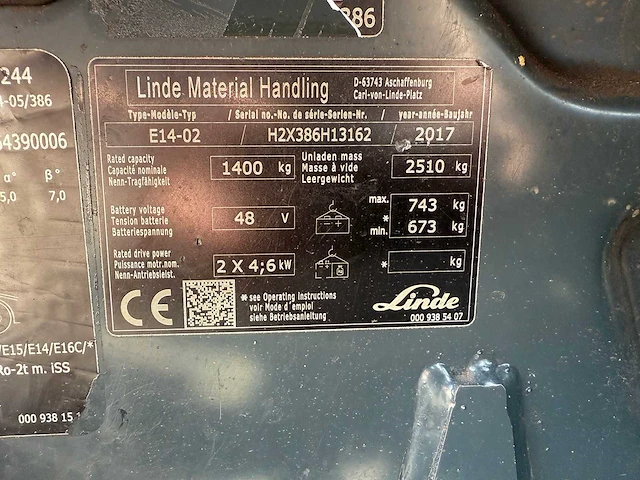 386
244
4-05/386
54390006
α° β°
5,0 7,0
/E15/E14/E16C/*
to-2t m. iSS
000 938 15 1
Linde Material Handling
D-63743 Aschaffenburg
Carl-von-Linde-Platz
Type-Modèle-Typ / Serial no.-No. de série-Serien-Nr. / year-année-Baujahr
E14-02 H2X386H13162 2017
Rated capacity
Capacité nominale
Nenn-Tragfähigkeit
1400 kg
Unladen mass
Masse à vide
Leergewicht
2510 kg
Battery voltage
Tension batterie
Batteriespannung
48 V
max. 743 kg
*
min. 673 kg
Rated drive power
Puissance mot.nom.
Nenn-Antriebsleist.
2 X 4,6 kW
* kg
CE
* see Operating Instructions
voir Mode d'emploi
siehe Betriebsanleitung
Linde
000 938 54 07